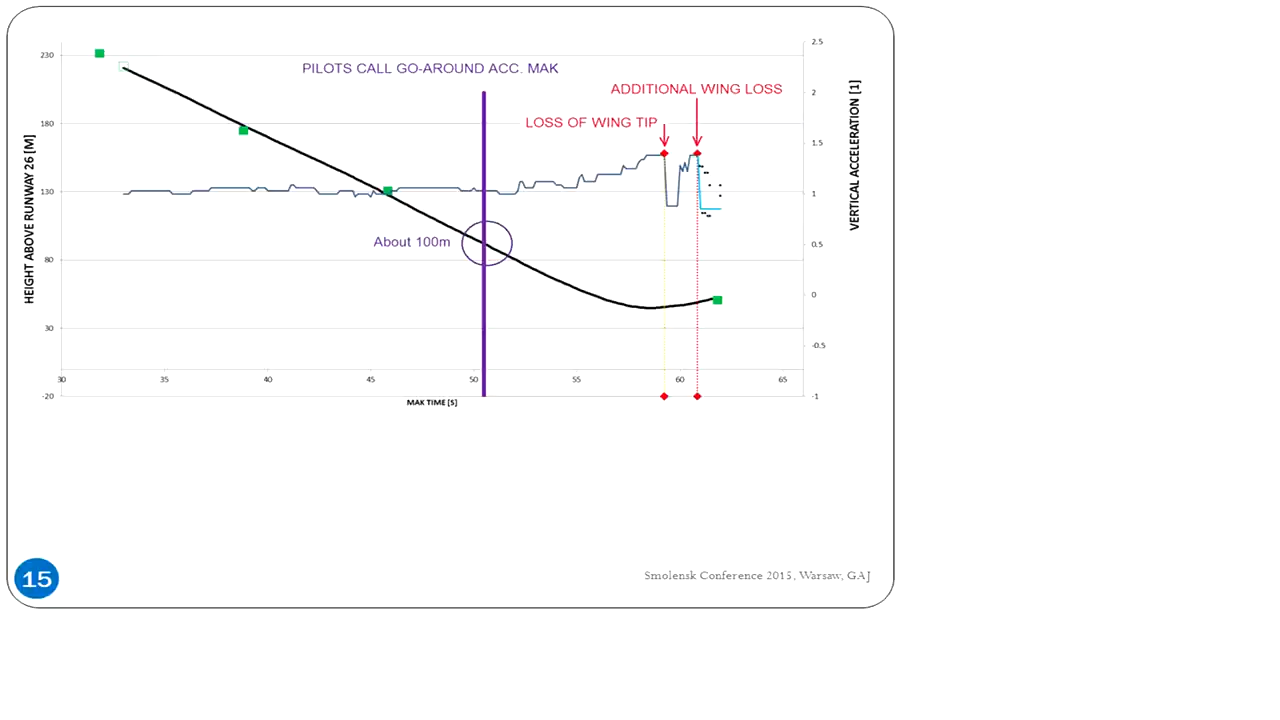 230
2.5
PILOTS CALL GO-AROUND ACC. MAK
ADDITIONAL WING LOSS
2
180
LOSS OF WING TIP
1.5
130
1
About 100m
0.5
80
0
30
-0.5
30
35
40
45
50
55
60
65
-20
-1
MAK TIME [S]
HEIGHT ABOVE RUNWAY 26 [M]
VERTICAL ACCELERATION [1]
15
Smolensk Conference 2015, Warsaw, GAJ